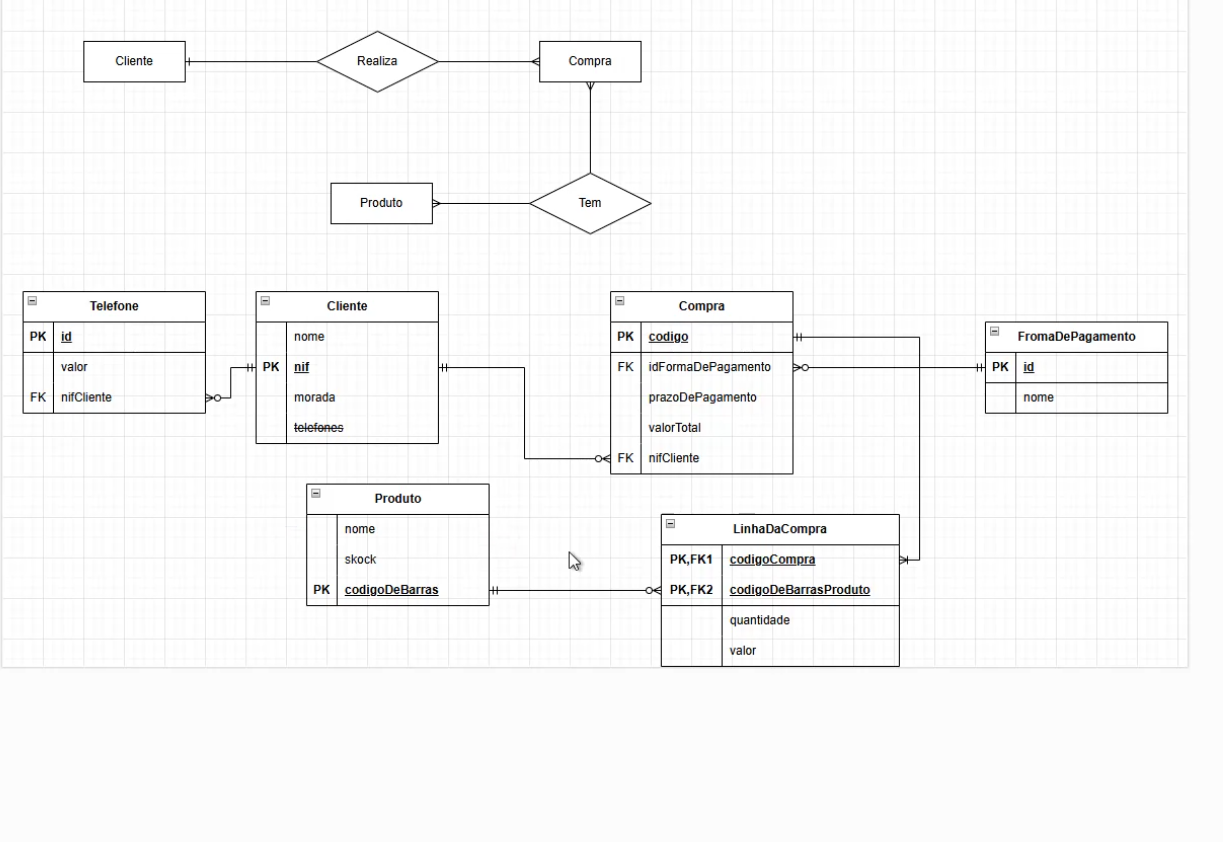 Cliente
Realiza
Compra
Produto
Tem
Telefone
PK id
valor
FK nifCliente
Cliente
nome
PK nif
morada
telefones
Compra
PK codigo
FK idFormaDePagamento
prazoDePagamento
valorTotal
FK nifCliente
FromaDePagamento
PK id
nome
Produto
nome
skock
PK codigoDeBarras
LinhaDaCompra
PK,FK1 codigoCompra
PK,FK2 codigoDeBarrasProduto
quantidade
valor